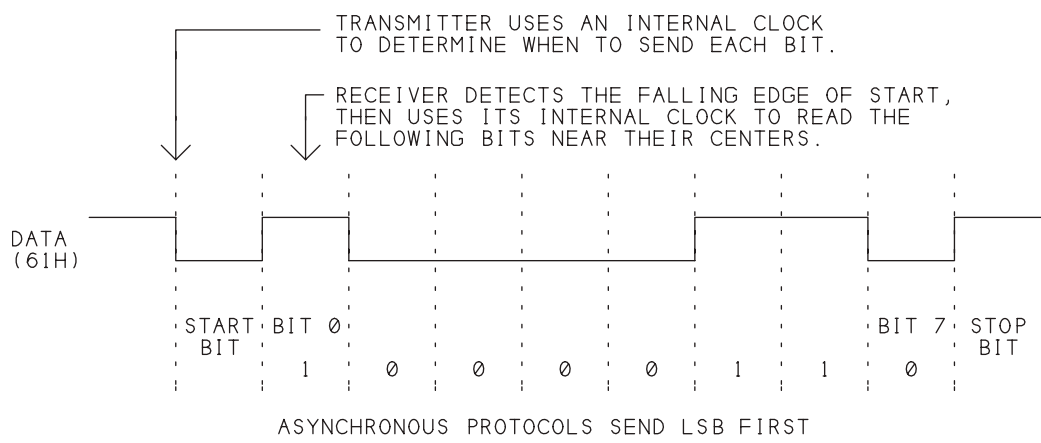 TRANSMITTER USES AN INTERNAL CLOCK
TO DETERMINE WHEN TO SEND EACH BIT.
RECEIVER DETECTS THE FALLING EDGE OF START,
THEN USES ITS INTERNAL CLOCK TO READ THE
FOLLOWING BITS NEAR THEIR CENTERS.
DATA
(61H)
START
BIT
BIT 0
BIT 7
STOP
BIT
1 0 0 0 0 1 1 0
ASYNCHRONOUS PROTOCOLS SEND LSB FIRST